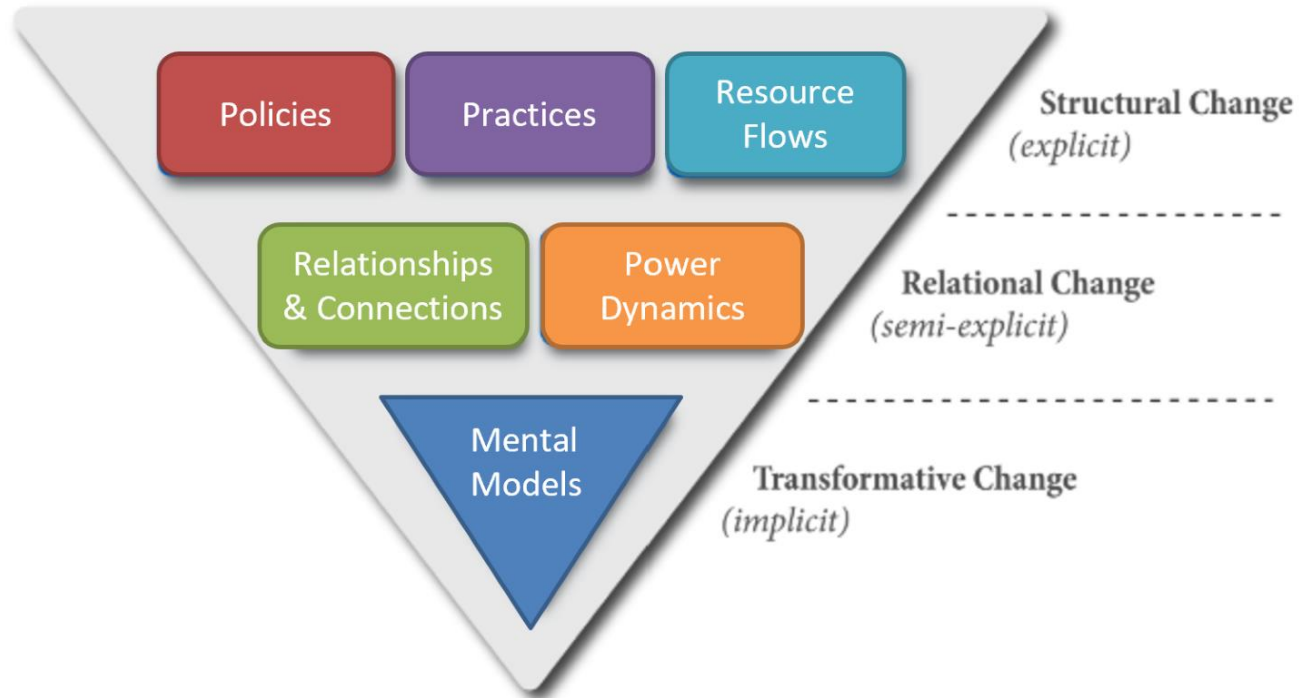 Policies
Practices
Resource
Flows
Structural Change
(explicit)
Relationships
& Connections
Power
Dynamics
Relational Change
(semi-explicit)
Mental
Models
Transformative Change
(implicit)